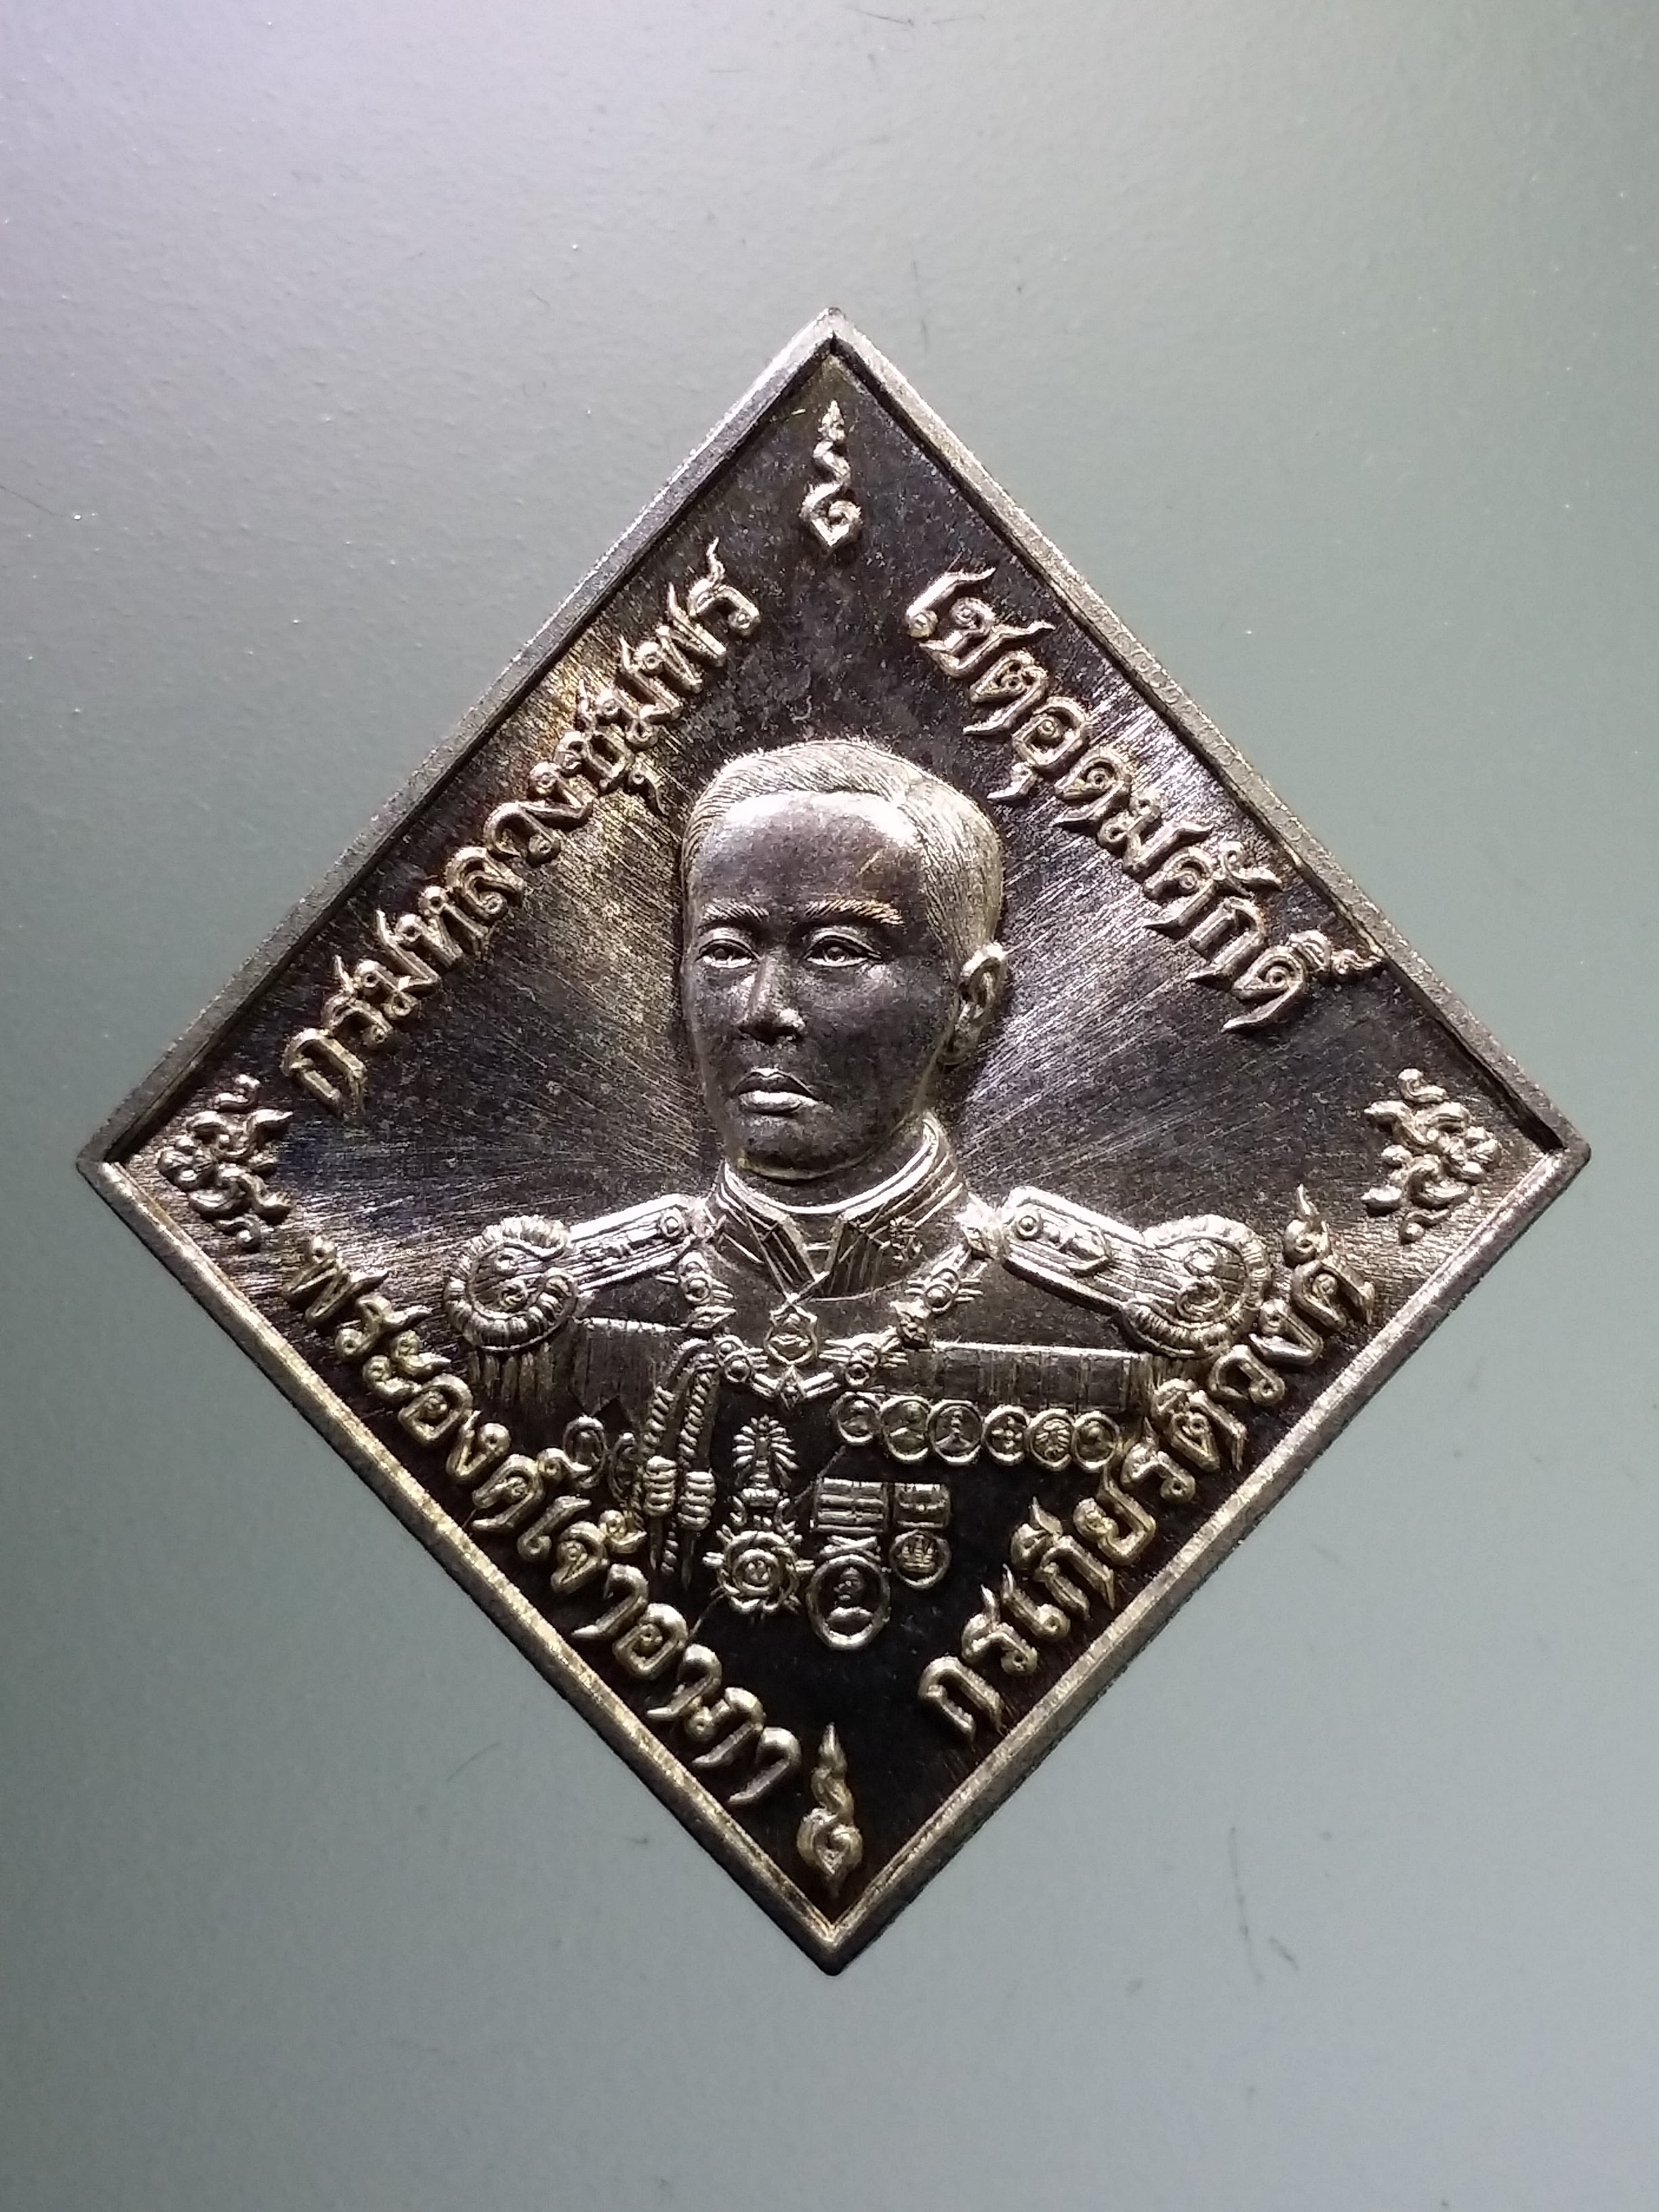 กรมหลวงชุมพร
เขตอุดมศักดิ์
พระองค์เจ้าอาภา
กรเกียรติวงศ์